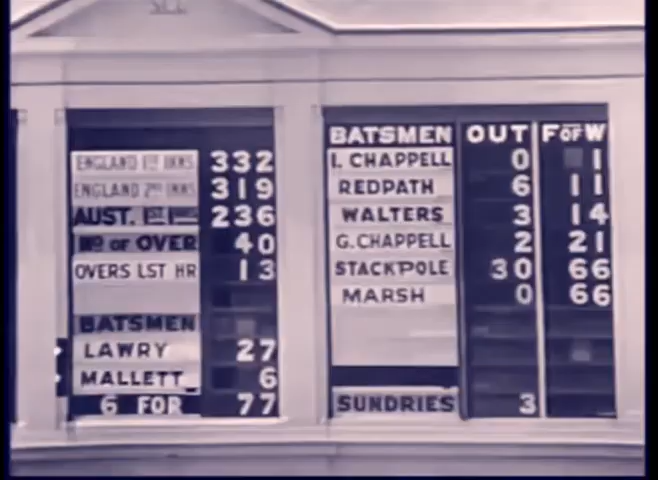 ENGLAND 1ST INNS 332
ENGLAND 2ND INNS 319
AUST. 1ST INNS 236
NO OF OVER 40
OVERS LST HR 13
BATSMEN
LAWRY 27
MALLETT 6
6 FOR 77
BATSMEN OUT F OF W
I. CHAPPELL 0 1
REDPATH 6 11
WALTERS 3 14
G. CHAPPELL 2 21
STACKPOLE 30 66
MARSH 0 66
SUNDRIES 3